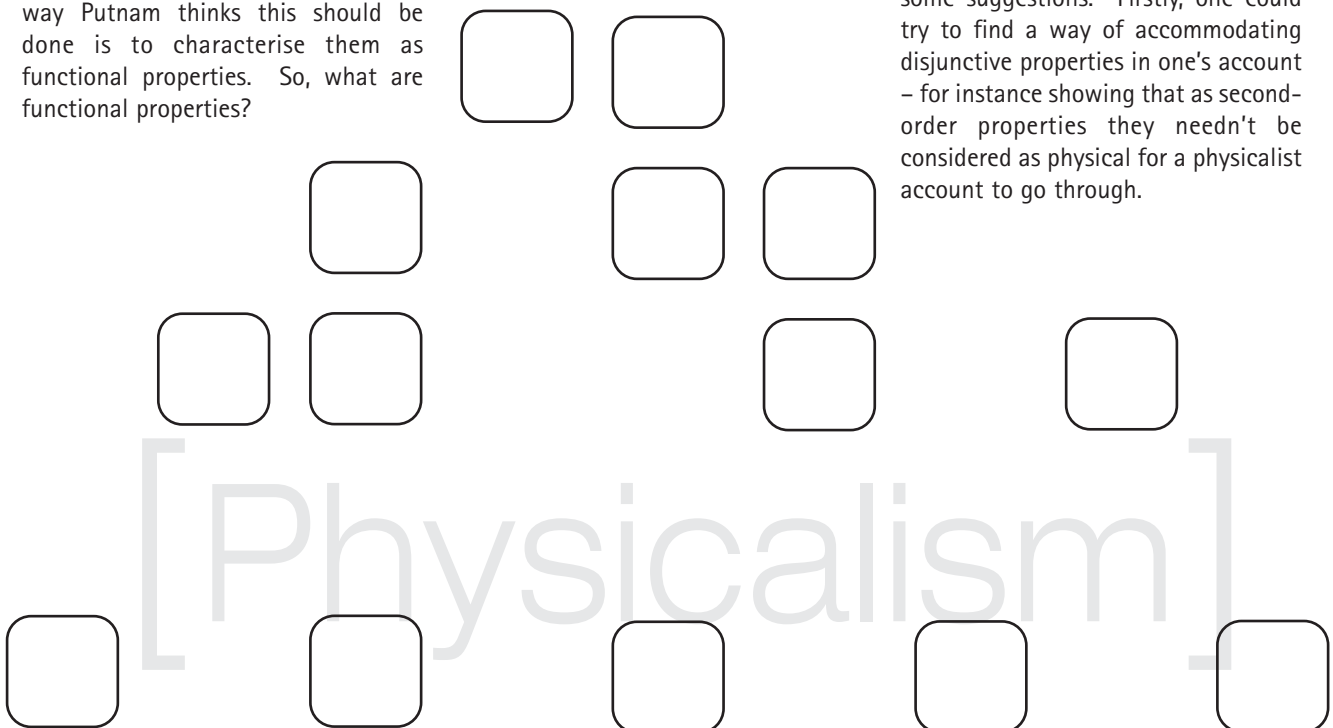 way Putnam thinks this should be
done is to characterise them as
functional properties. So, what are
functional properties?
some suggestions. Firstly, one could
try to find a way of accommodating
disjunctive properties in one's account
– for instance showing that as second-
order properties they needn't be
considered as physical for a physicalist
account to go through.
[Physicalism]